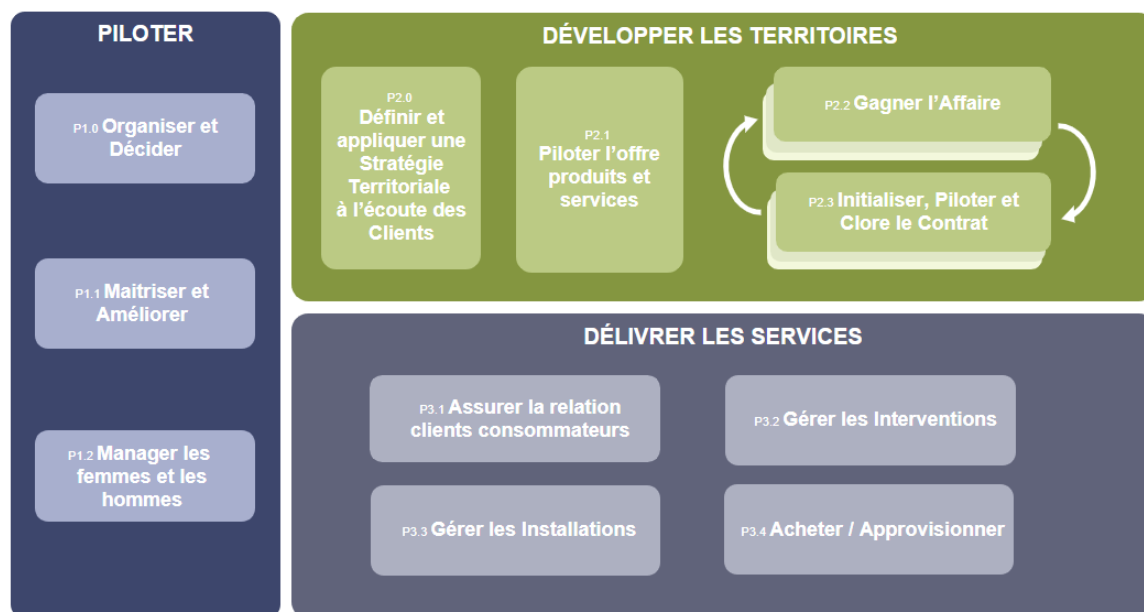 PILOTER
P1.0 Organiser et
Décider
P1.1 Maitriser et
Améliorer
P1.2 Manager les
femmes et les
hommes
DÉVELOPPER LES TERRITOIRES
P2.0
Définir et
appliquer une
Stratégie
Territoriale
à l'écoute des
Clients
P2.1
Piloter l'offre
produits et
services
P2.2 Gagner l'Affaire
P2.3 Initialiser, Piloter et
Clore le Contrat
DÉLIVRER LES SERVICES
P3.1 Assurer la relation
clients consommateurs
P3.2 Gérer les Interventions
P3.3 Gérer les Installations
P3.4 Acheter / Approvisionner